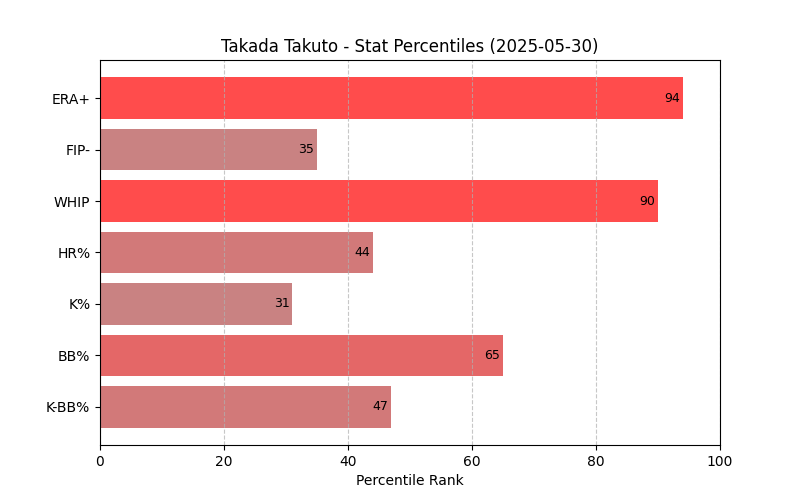 Takada Takuto - Stat Percentiles (2025-05-30)
ERA+ 94
FIP- 35
WHIP 90
HR% 44
K% 31
BB% 65
K-BB% 47
0 20 40 60 80 100
Percentile Rank